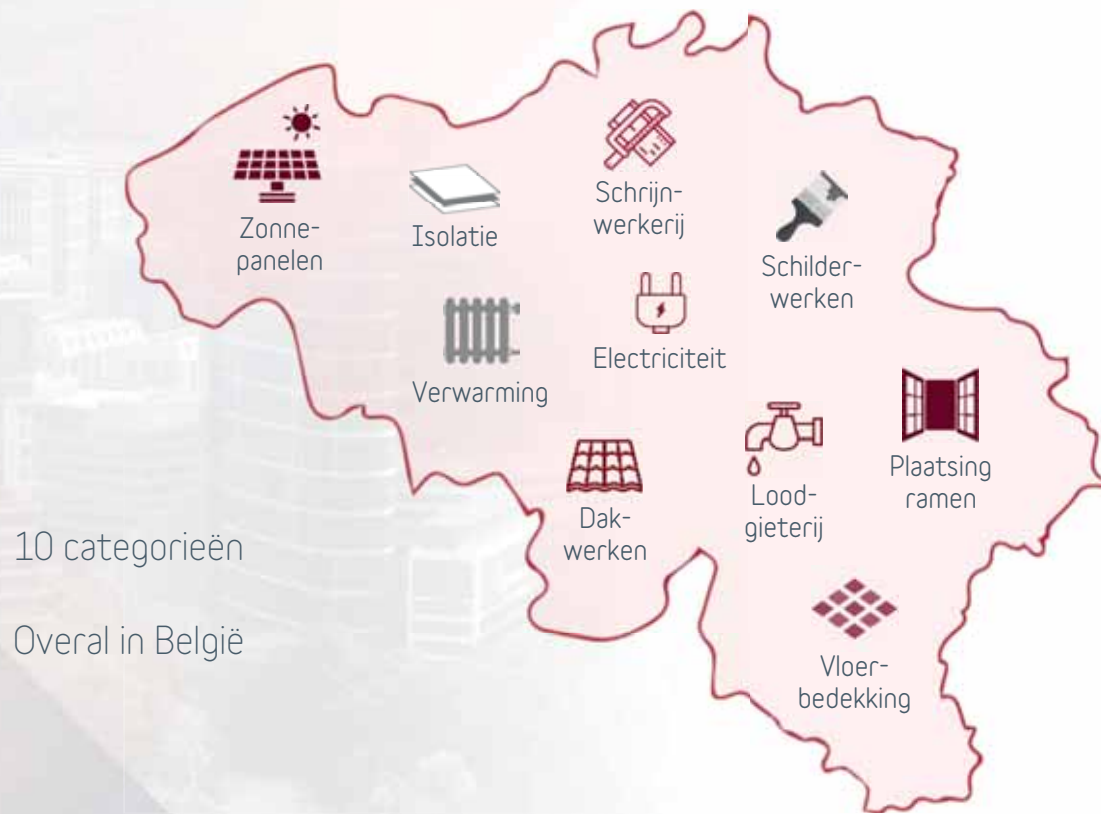 Zonne-
panelen
Isolatie
Schrijn-
werkerij
Schilder-
werken
Verwarming
Electriciteit
Dak-
werken
Lood-
gieterij
Plaatsing
ramen
Vloer-
bedekking
10 categorieën
Overal in België